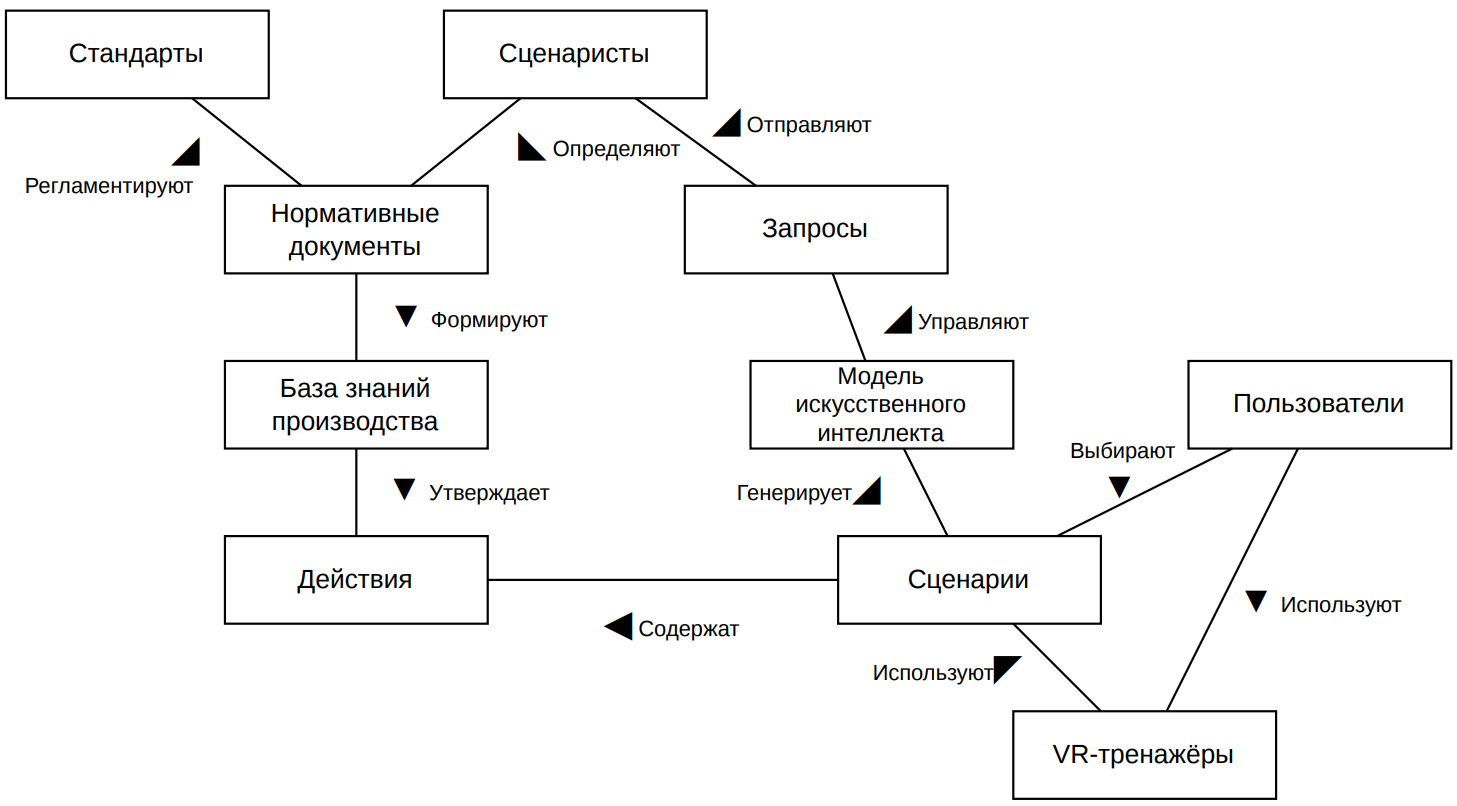 Стандарты
Сценаристы
Отправляют
Определяют
Регламентируют
Нормативные
документы
Запросы
Формируют
Управляют
База знаний
производства
Модель
искусственного
интеллекта
Пользователи
Выбирают
Утверждает
Генерирует
Действия
Сценарии
Используют
Содержат
Используют
VR-тренажёры